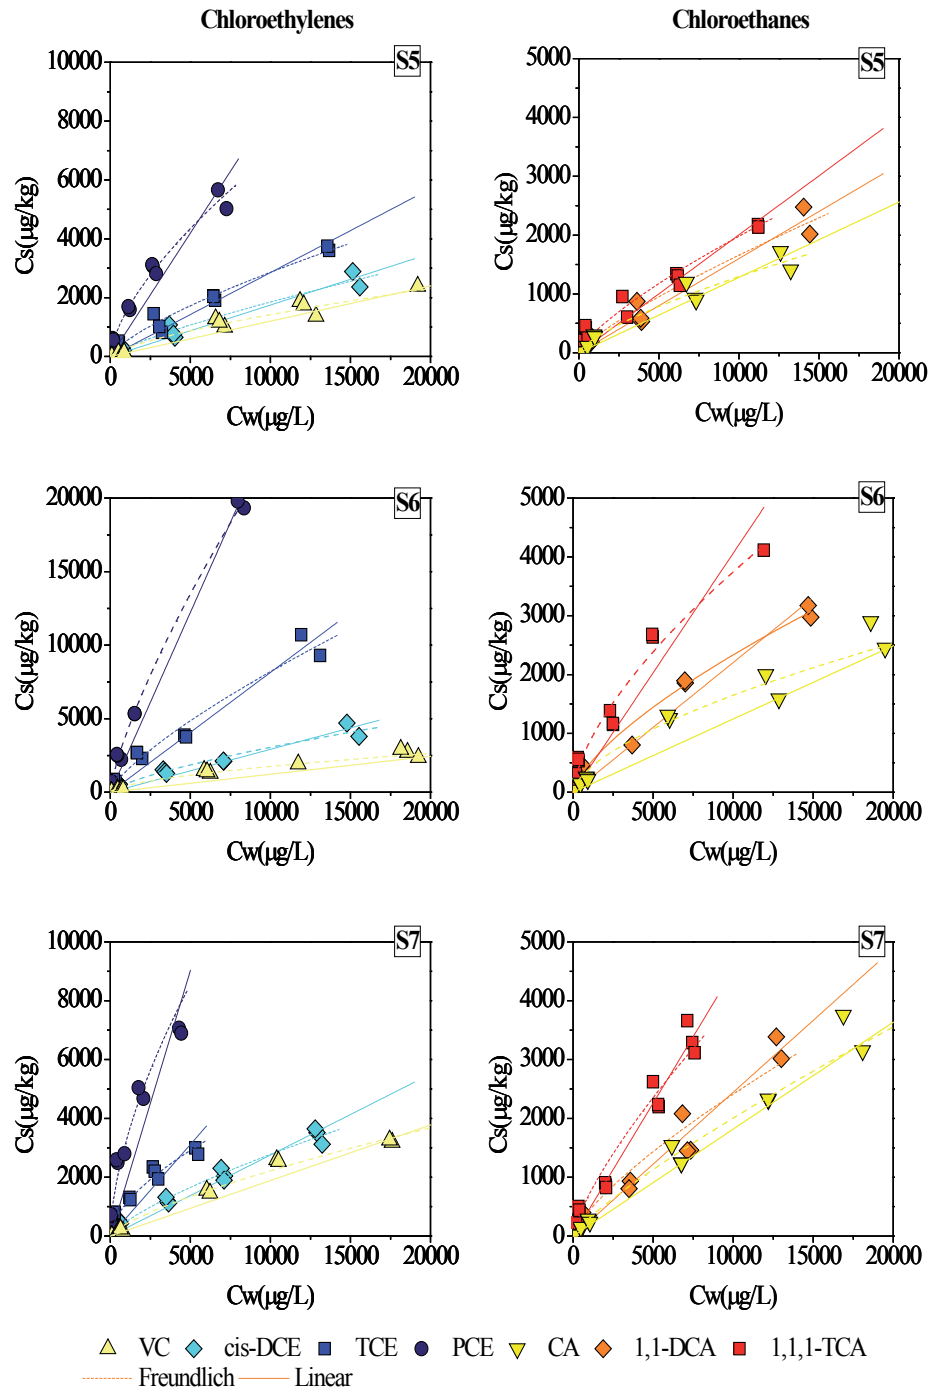 Chloroethylenes
Chloroethanes
S5
10000
8000
6000
4000
2000
0
Cs(µg/kg)
0 5000 10000 15000 20000
Cw(µg/L)
S5
5000
4000
3000
2000
1000
0
Cs(µg/kg)
0 5000 10000 15000 20000
Cw(µg/L)
S6
20000
15000
10000
5000
0
Cs(µg/kg)
0 5000 10000 15000 20000
Cw(µg/L)
S6
5000
4000
3000
2000
1000
0
Cs(µg/kg)
0 5000 10000 15000 20000
Cw(µg/L)
S7
10000
8000
6000
4000
2000
0
Cs(µg/kg)
0 5000 10000 15000 20000
Cw(µg/L)
S7
5000
4000
3000
2000
1000
0
Cs(µg/kg)
0 5000 10000 15000 20000
Cw(µg/L)
VC cis-DCE TCE PCE CA 1,1-DCA 1,1,1-TCA
Freundlich Linear